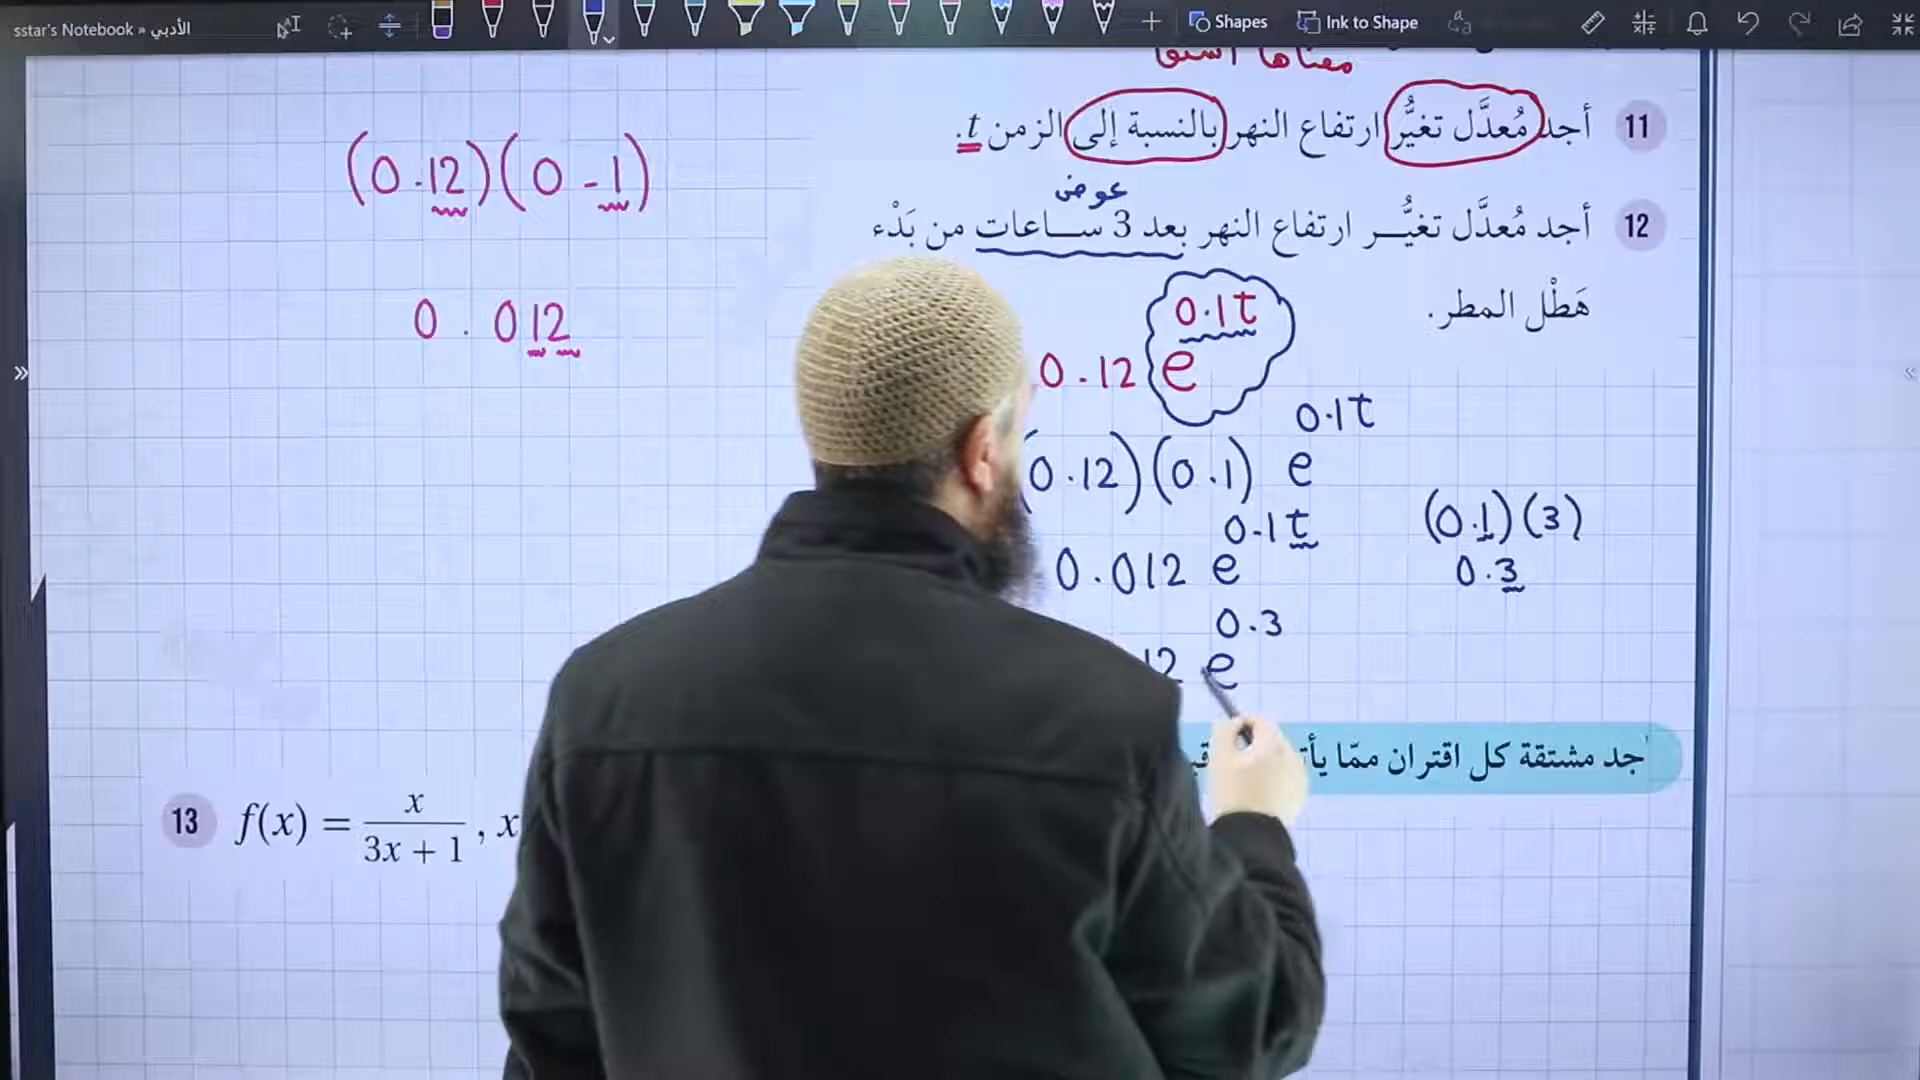 sstar's Notebook » الأدبي
Shapes
Ink to Shape
معناها اشتق
11 أجد مُعدَّل تغيُّر ارتفاع النهر بالنسبة إلى الزمن t.
عوض
12 أجد مُعدَّل تغيُّر ارتفاع النهر بعد 3 ساعات من بَدْء
هَطْل المطر.
(0.12)(0.1)
0.012
0.12 e^0.1t
(0.12)(0.1) e^0.1t
0.012 e^0.1t
(0.1)(3)
0.3
12 e^0.3
جد مشتقة كل اقتران ممّا يأ
13 f(x) = x/(3x + 1), x